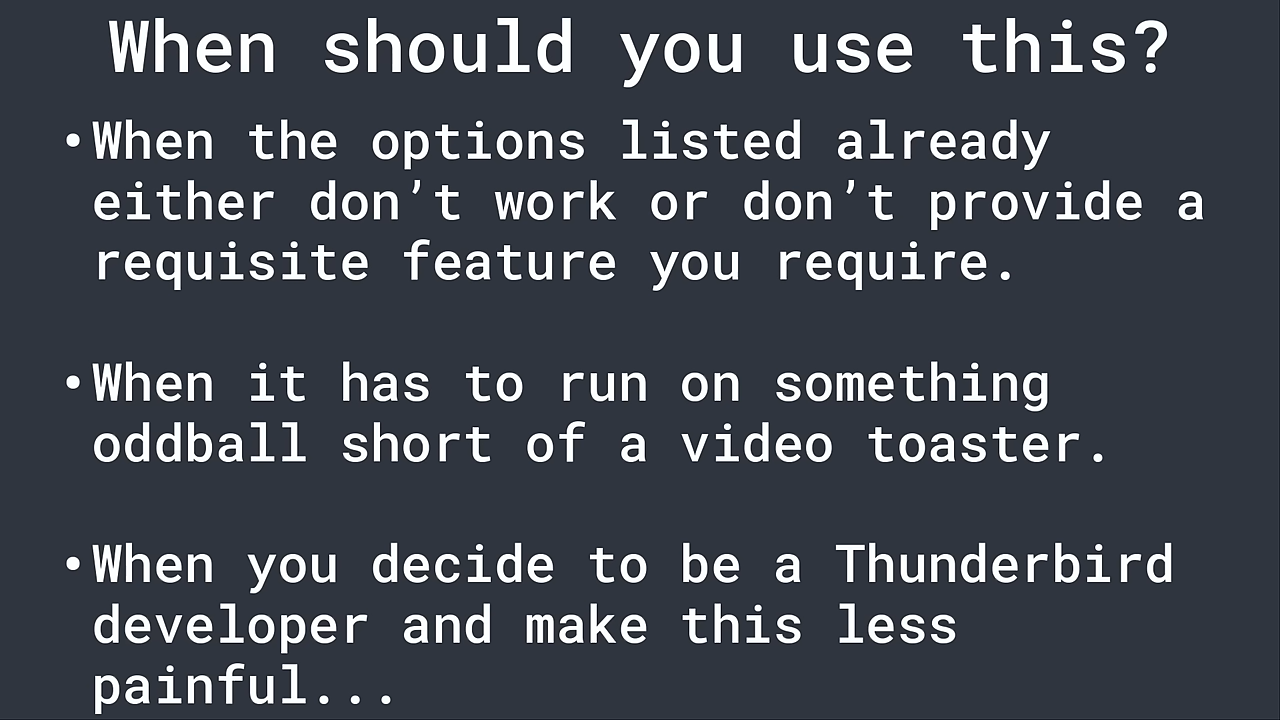 When should you use this?
•When the options listed already
either don’t work or don’t provide a
requisite feature you require.
•When it has to run on something
oddball short of a video toaster.
•When you decide to be a Thunderbird
developer and make this less
painful...